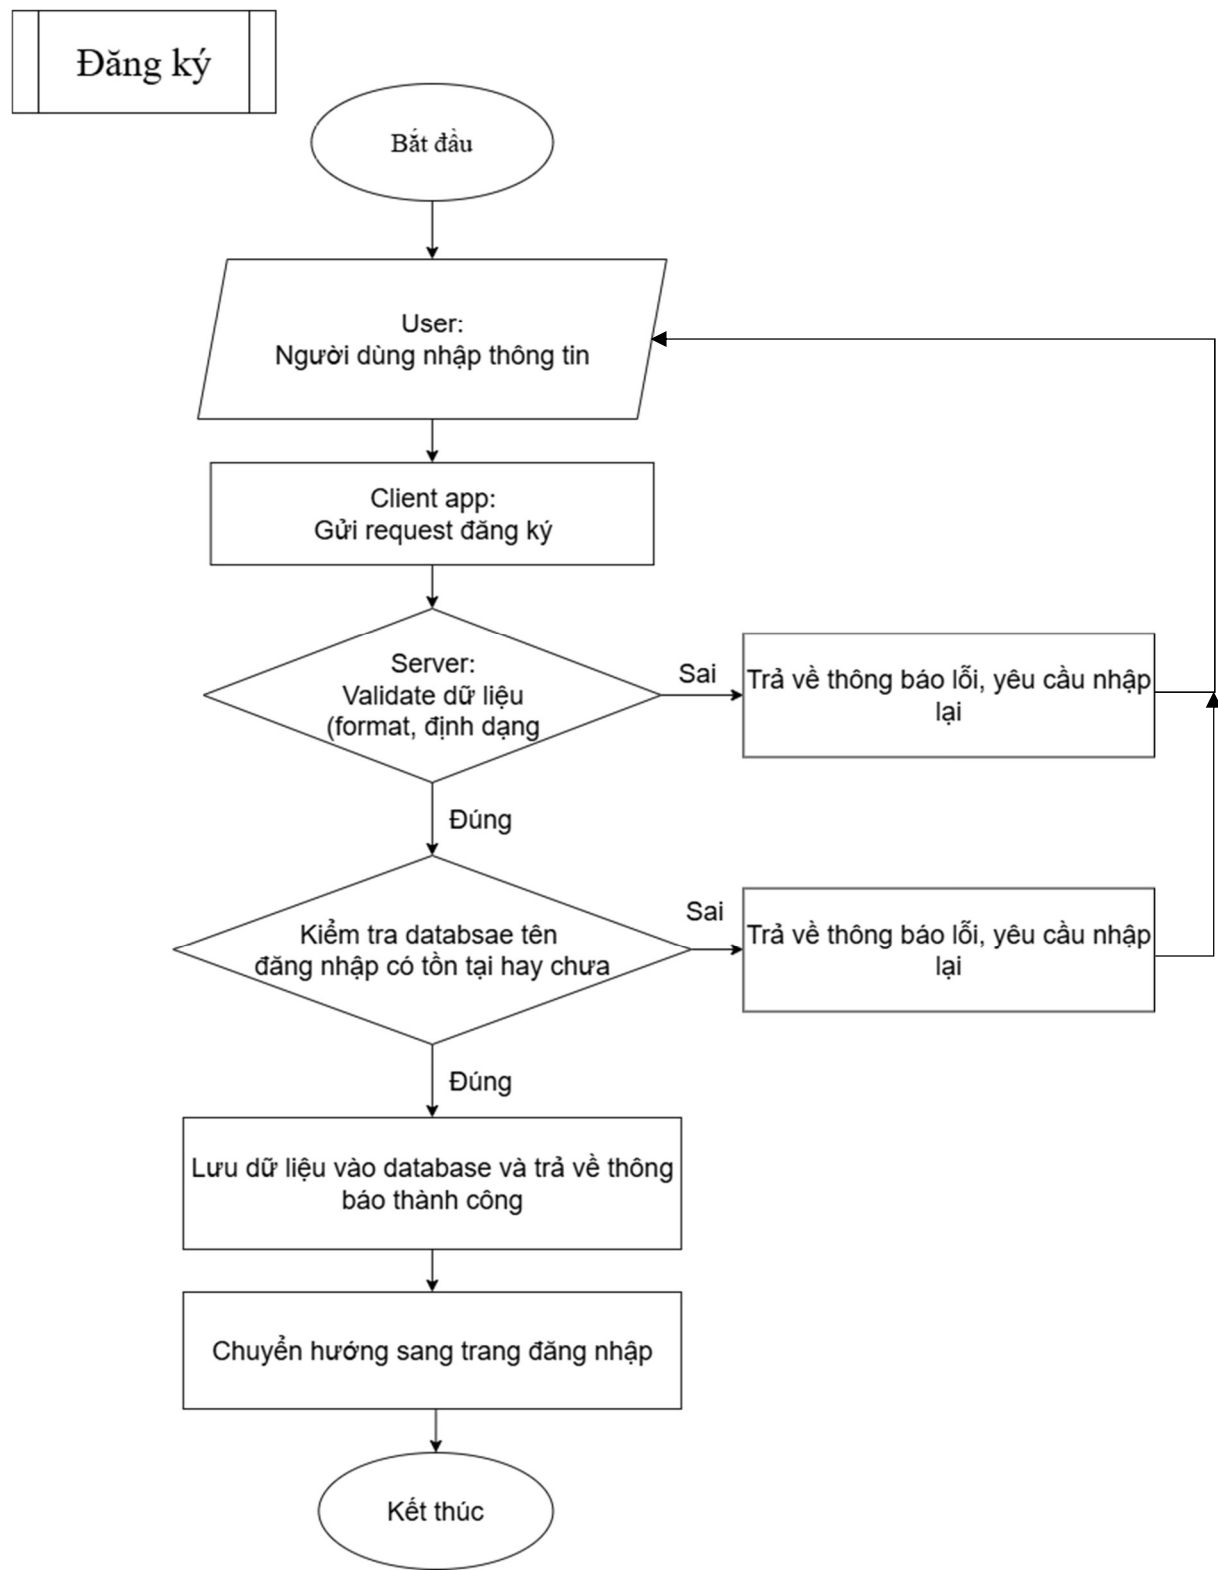 Đăng ký
Bắt đầu
User:
Người dùng nhập thông tin
Client app:
Gửi request đăng ký
Server:
Validate dữ liệu
(format, định dạng
Sai
Trả về thông báo lỗi, yêu cầu nhập
lại
Đúng
Kiểm tra databsae tên
đăng nhập có tồn tại hay chưa
Sai
Trả về thông báo lỗi, yêu cầu nhập
lại
Đúng
Lưu dữ liệu vào database và trả về thông
báo thành công
Chuyển hướng sang trang đăng nhập
Kết thúc